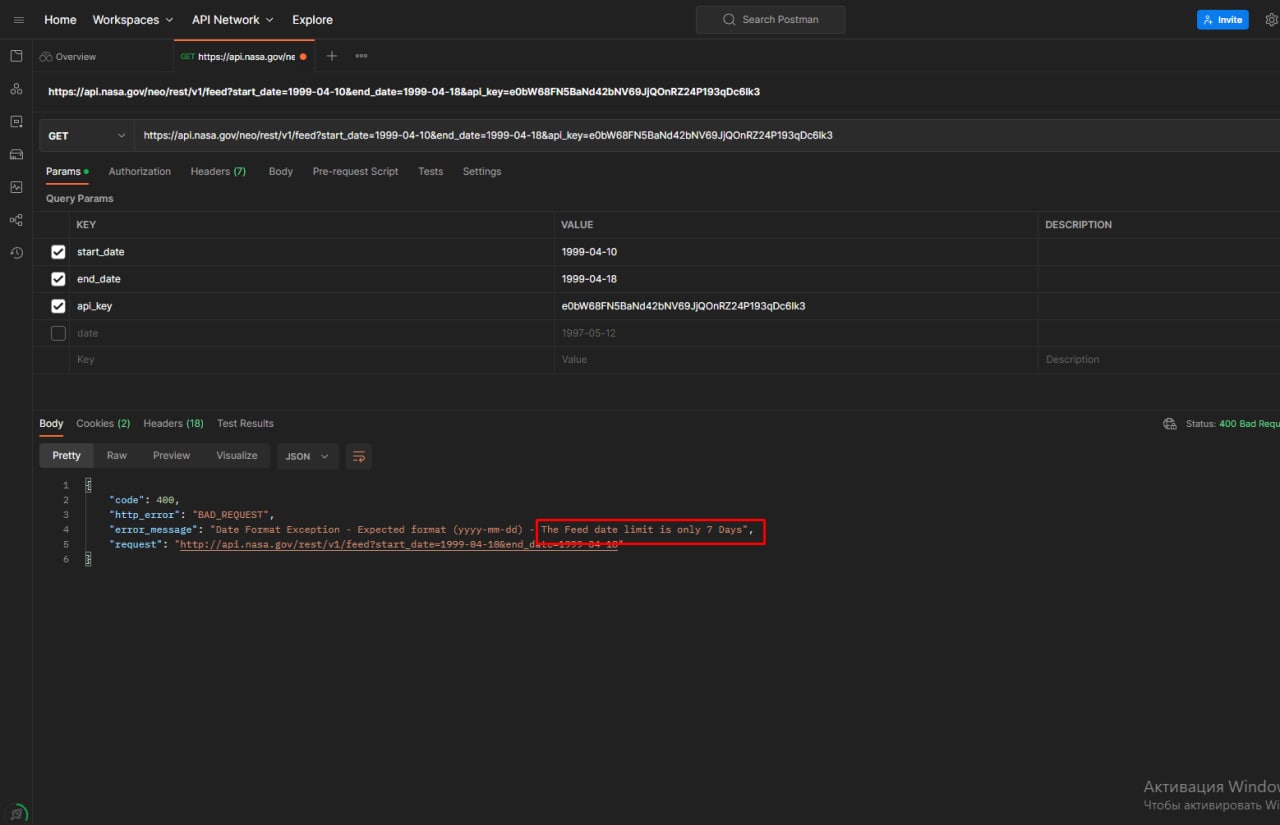 Home Workspaces API Network Explore Search Postman Invite
Overview GET https://api.nasa.gov/ne
https://api.nasa.gov/neo/rest/v1/feed?start_date=1999-04-10&end_date=1999-04-18&api_key=e0bW68FN5BaNd42bNV69JjQOnRZ24P193qDc6Ik3
GET https://api.nasa.gov/neo/rest/v1/feed?start_date=1999-04-10&end_date=1999-04-18&api_key=e0bW68FN5BaNd42bNV69JjQOnRZ24P193qDc6Ik3
Params Authorization Headers (7) Body Pre-request Script Tests Settings
Query Params
KEY VALUE DESCRIPTION
start_date 1999-04-10
end_date 1999-04-18
api_key e0bW68FN5BaNd42bNV69JjQOnRZ24P193qDc6Ik3
date 1997-05-12
Key Value Description
Body Cookies (2) Headers (18) Test Results Status: 400 Bad Requ
Pretty Raw Preview Visualize JSON
1 {
2 "code": 400,
3 "http_error": "BAD_REQUEST",
4 "error_message": "Date Format Exception - Expected format (yyyy-mm-dd) - The Feed date limit is only 7 Days",
5 "request": "http://api.nasa.gov/rest/v1/feed?start_date=1999-04-10&end_date=1999-04-18"
6 }
Активация Window
Чтобы активировать Wi